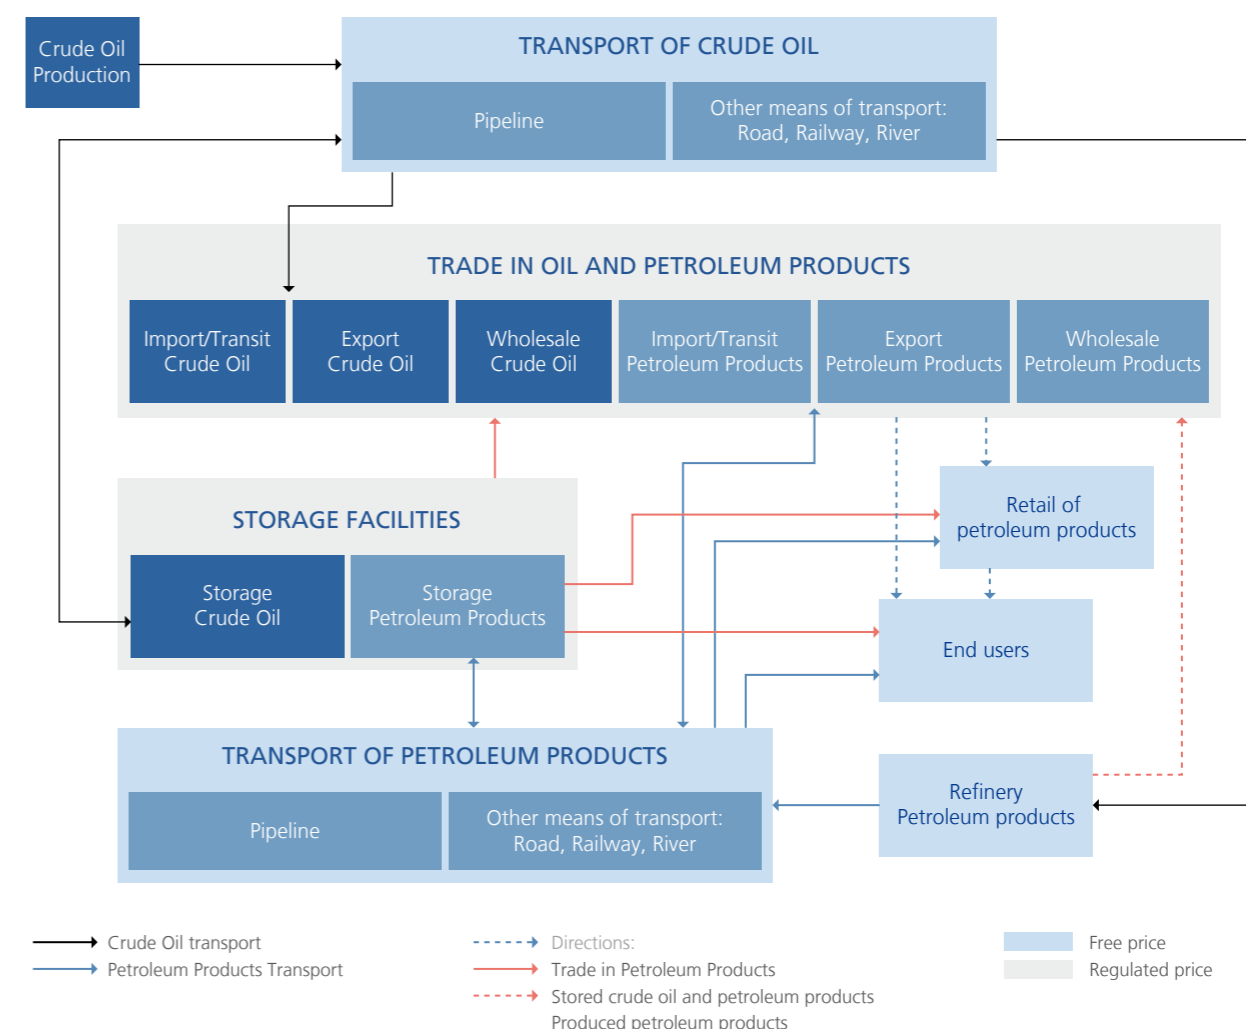 Crude Oil
Production
TRANSPORT OF CRUDE OIL
Pipeline
Other means of transport:
Road, Railway, River
TRADE IN OIL AND PETROLEUM PRODUCTS
Import/Transit
Crude Oil
Export
Crude Oil
Wholesale
Crude Oil
Import/Transit
Petroleum Products
Export
Petroleum Products
Wholesale
Petroleum Products
Retail of
petroleum products
STORAGE FACILITIES
Storage
Crude Oil
Storage
Petroleum Products
End users
TRANSPORT OF PETROLEUM PRODUCTS
Pipeline
Other means of transport:
Road, Railway, River
Refinery
Petroleum products
Crude Oil transport
Petroleum Products Transport
Directions:
Trade in Petroleum Products
Stored crude oil and petroleum products
Produced petroleum products
Free price
Regulated price